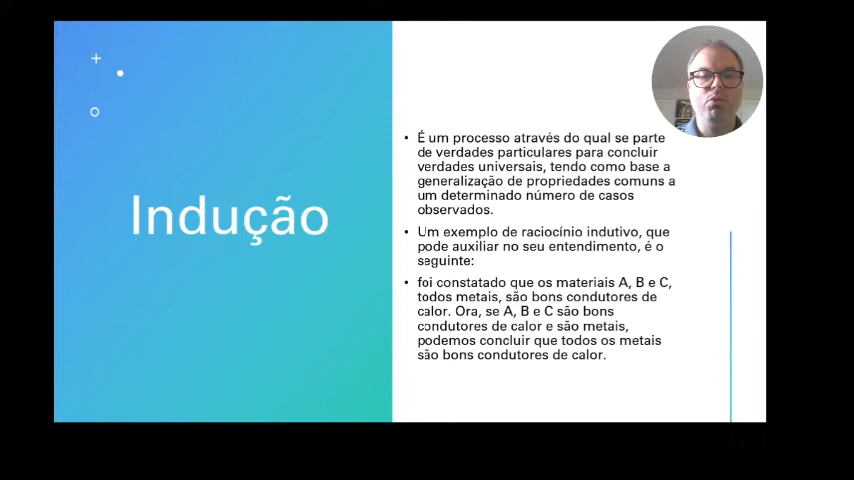 Indução
• É um processo através do qual se parte
de verdades particulares para concluir
verdades universais, tendo como base a
generalização de propriedades comuns a
um determinado número de casos
observados.
• Um exemplo de raciocínio indutivo, que
pode auxiliar no seu entendimento, é o
seguinte:
• foi constatado que os materiais A, B e C,
todos metais, são bons condutores de
calor. Ora, se A, B e C são bons
condutores de calor e são metais,
podemos concluir que todos os metais
são bons condutores de calor.